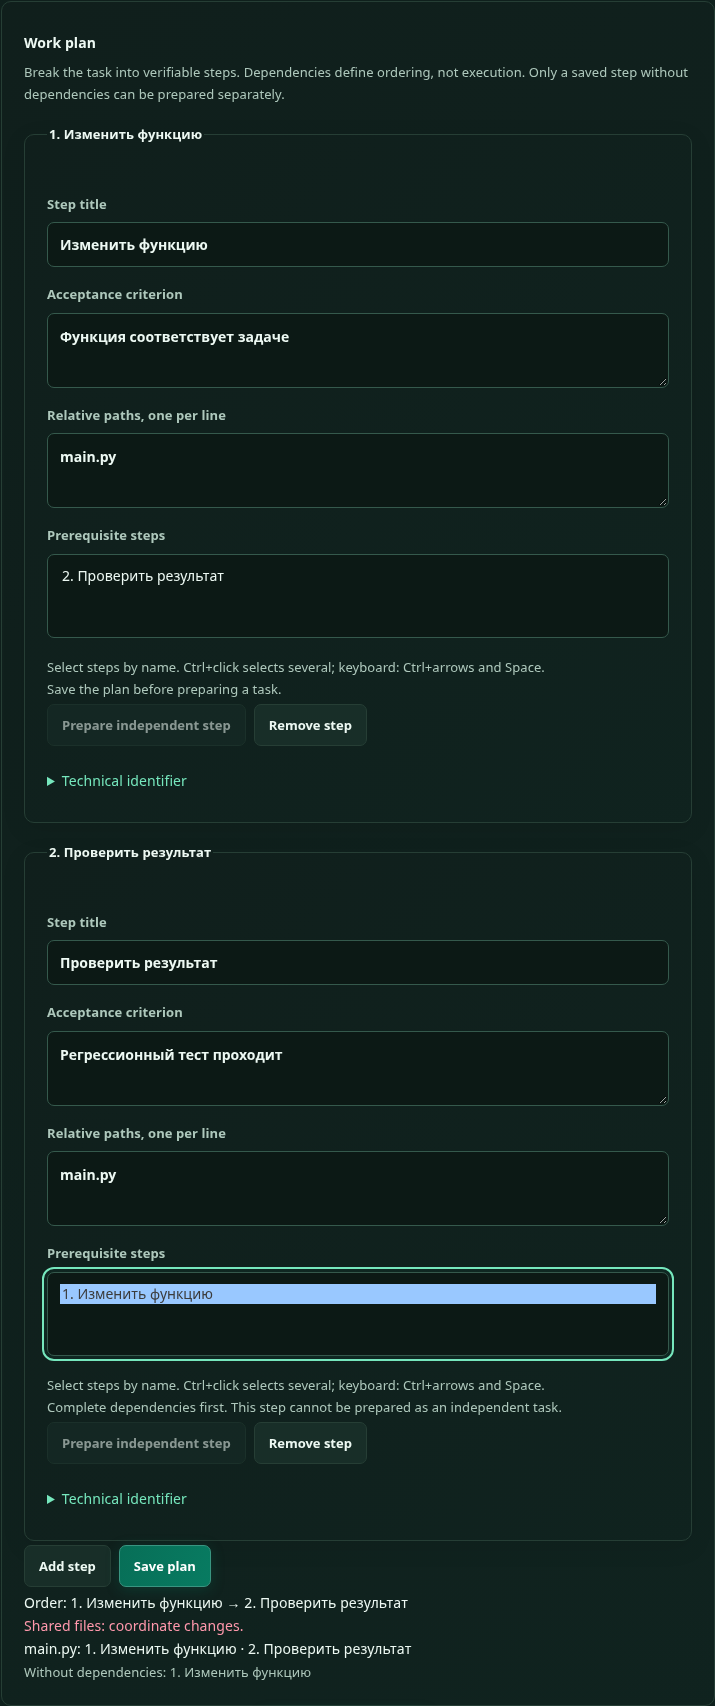 Work plan
Break the task into verifiable steps. Dependencies define ordering, not execution. Only a saved step without
dependencies can be prepared separately.
1. Изменить функцию
Step title
Изменить функцию
Acceptance criterion
Функция соответствует задаче
Relative paths, one per line
main.py
Prerequisite steps
2. Проверить результат
Select steps by name. Ctrl+click selects several; keyboard: Ctrl+arrows and Space.
Save the plan before preparing a task.
Prepare independent step
Remove step
Technical identifier
2. Проверить результат
Step title
Проверить результат
Acceptance criterion
Регрессионный тест проходит
Relative paths, one per line
main.py
Prerequisite steps
1. Изменить функцию
Select steps by name. Ctrl+click selects several; keyboard: Ctrl+arrows and Space.
Complete dependencies first. This step cannot be prepared as an independent task.
Prepare independent step
Remove step
Technical identifier
Add step
Save plan
Order: 1. Изменить функцию → 2. Проверить результат
Shared files: coordinate changes.
main.py: 1. Изменить функцию · 2. Проверить результат
Without dependencies: 1. Изменить функцию